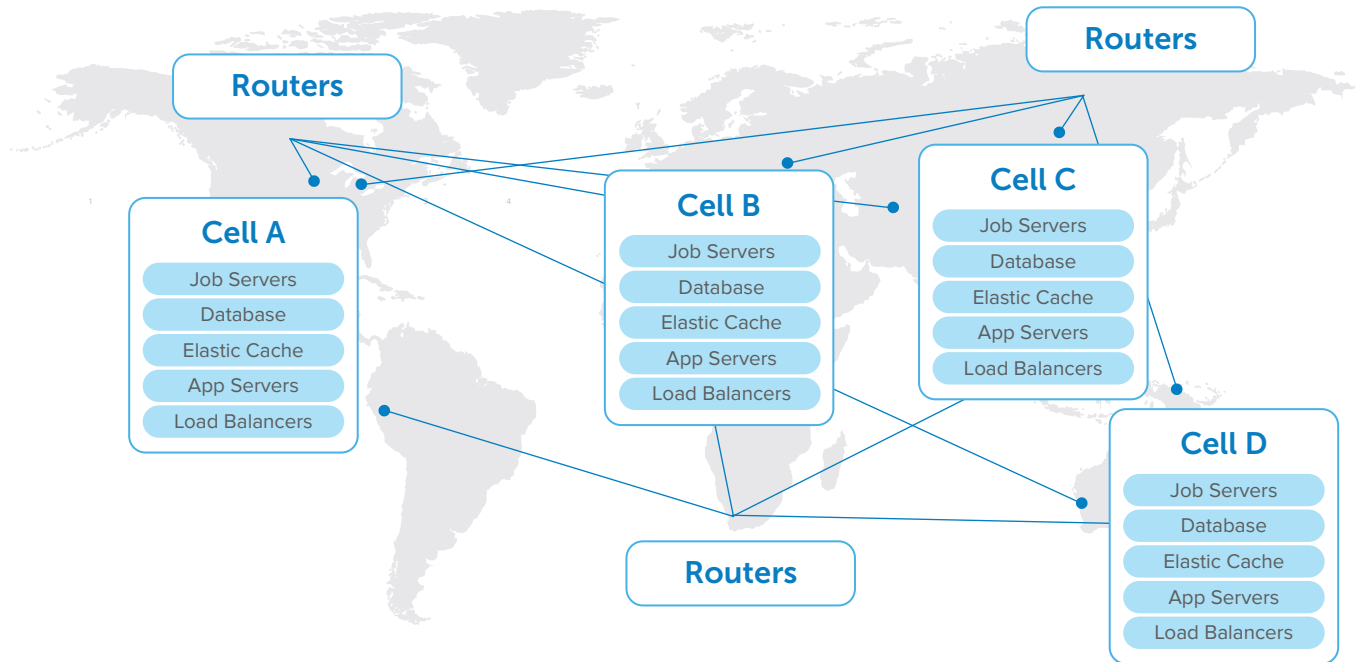 Routers
Routers
Cell A
Job Servers
Database
Elastic Cache
App Servers
Load Balancers
Cell B
Job Servers
Database
Elastic Cache
App Servers
Load Balancers
Cell C
Job Servers
Database
Elastic Cache
App Servers
Load Balancers
Cell D
Job Servers
Database
Elastic Cache
App Servers
Load Balancers
Routers
1
4